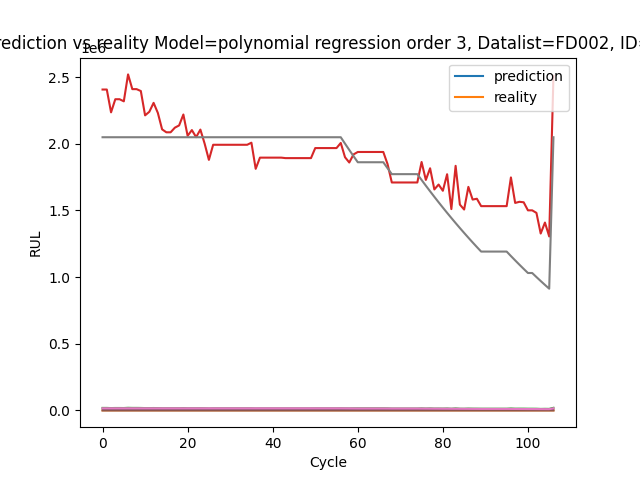 rediction vs reality Model=polynomial regression order 3, Datalist=FD002, ID=
1e6
2.5
2.0
1.5
1.0
0.5
0.0
RUL
prediction
reality
0 20 40 60 80 100
Cycle